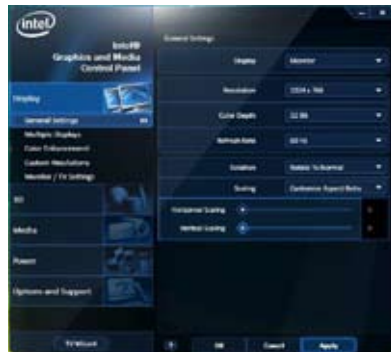 intel
Intel®
Graphics and Media
Control Panel
Display
General Settings
Multiple Displays
Color Enhancement
Custom Resolutions
Monitor / TV Settings
3D
Media
Power
Options and Support
TV Wizard
General Settings
Display Monitor
Resolution 1024 x 768
Color Depth 32 Bit
Refresh Rate 60 Hz
Rotation Rotate To Normal
Scaling Customize Aspect Ratio
Horizontal Scaling
Vertical Scaling
? OK Cancel Apply